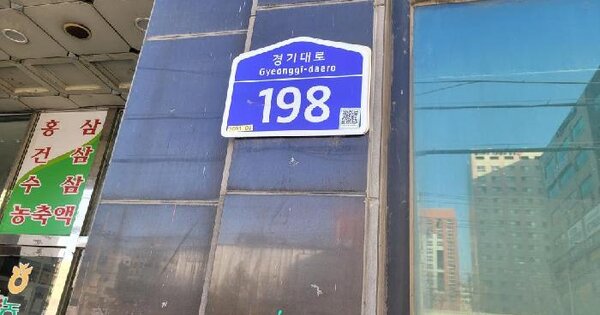 경기대로
Gyeonggi-daero
198
홍 삼
건 삼
수 삼
농축액